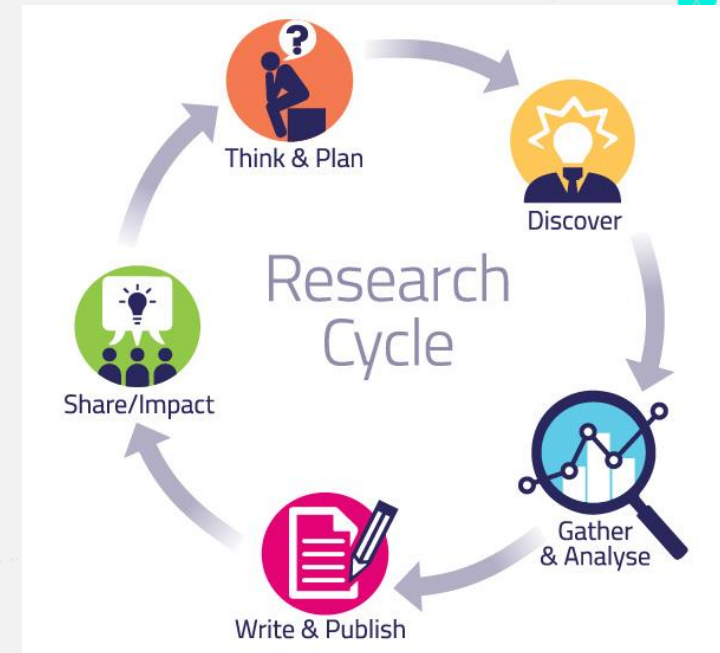 ?
Think & Plan
Discover
Research
Cycle
Share/Impact
Gather
& Analyse
Write & Publish